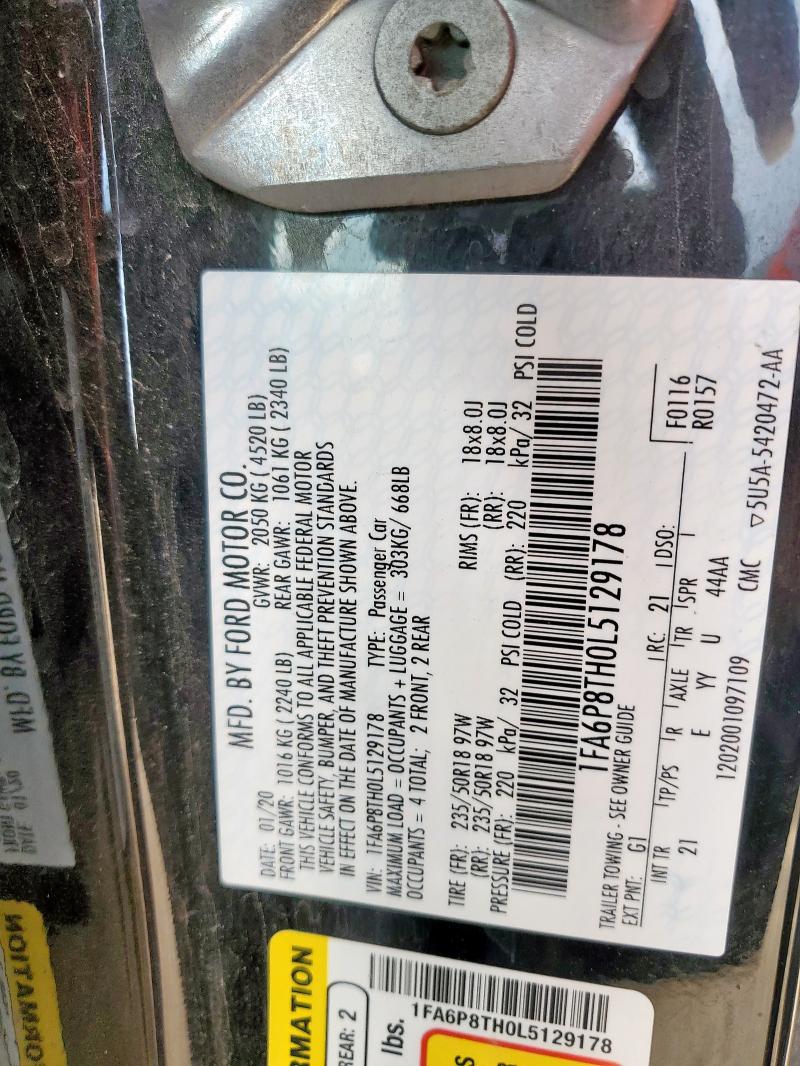 MFD. BY FORD MOTOR CO.
DATE: 01/20 GVWR: 2050 KG ( 4520 LB)
FRONT GAWR: 1016 KG ( 2240 LB) REAR GAWR: 1061 KG ( 2340 LB)
THIS VEHICLE CONFORMS TO ALL APPLICABLE FEDERAL MOTOR
VEHICLE SAFETY, BUMPER, AND THEFT PREVENTION STANDARDS
IN EFFECT ON THE DATE OF MANUFACTURE SHOWN ABOVE.
VIN: 1FA6P8TH0L5129178 TYPE: Passenger Car
MAXIMUM LOAD = OCCUPANTS + LUGGAGE = 303KG/ 668LB
OCCUPANTS = 4 TOTAL; 2 FRONT, 2 REAR
TIRE (FR): 235/50R18 97W RIMS (FR): 18x8.0J
(RR): 235/50R18 97W (RR): 18x8.0J
PRESSURE (FR): 220 kPa/ 32 PSI COLD (RR): 220 kPa/ 32 PSI COLD
1FA6P8TH0L5129178
TRAILER TOWING - SEE OWNER GUIDE
EXT PNT: G1 RC: 21 DSO: F0116
R0157
INT TR TP/PS R AXLE TR SPR
21 E YY U 44AA
1202001097109 CMC ▽5U5A-5420472-AA
RMATION
REAR: 2
lbs.
1FA6P8TH0L5129178